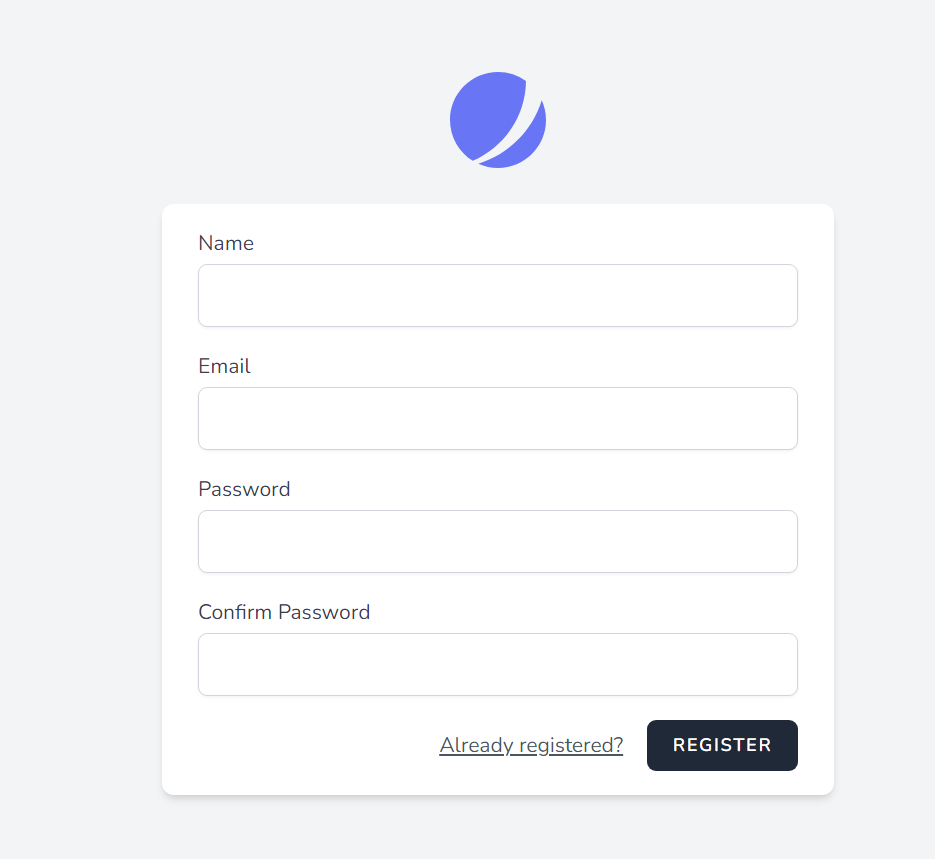 Name
Email
Password
Confirm Password
Already registered? REGISTER